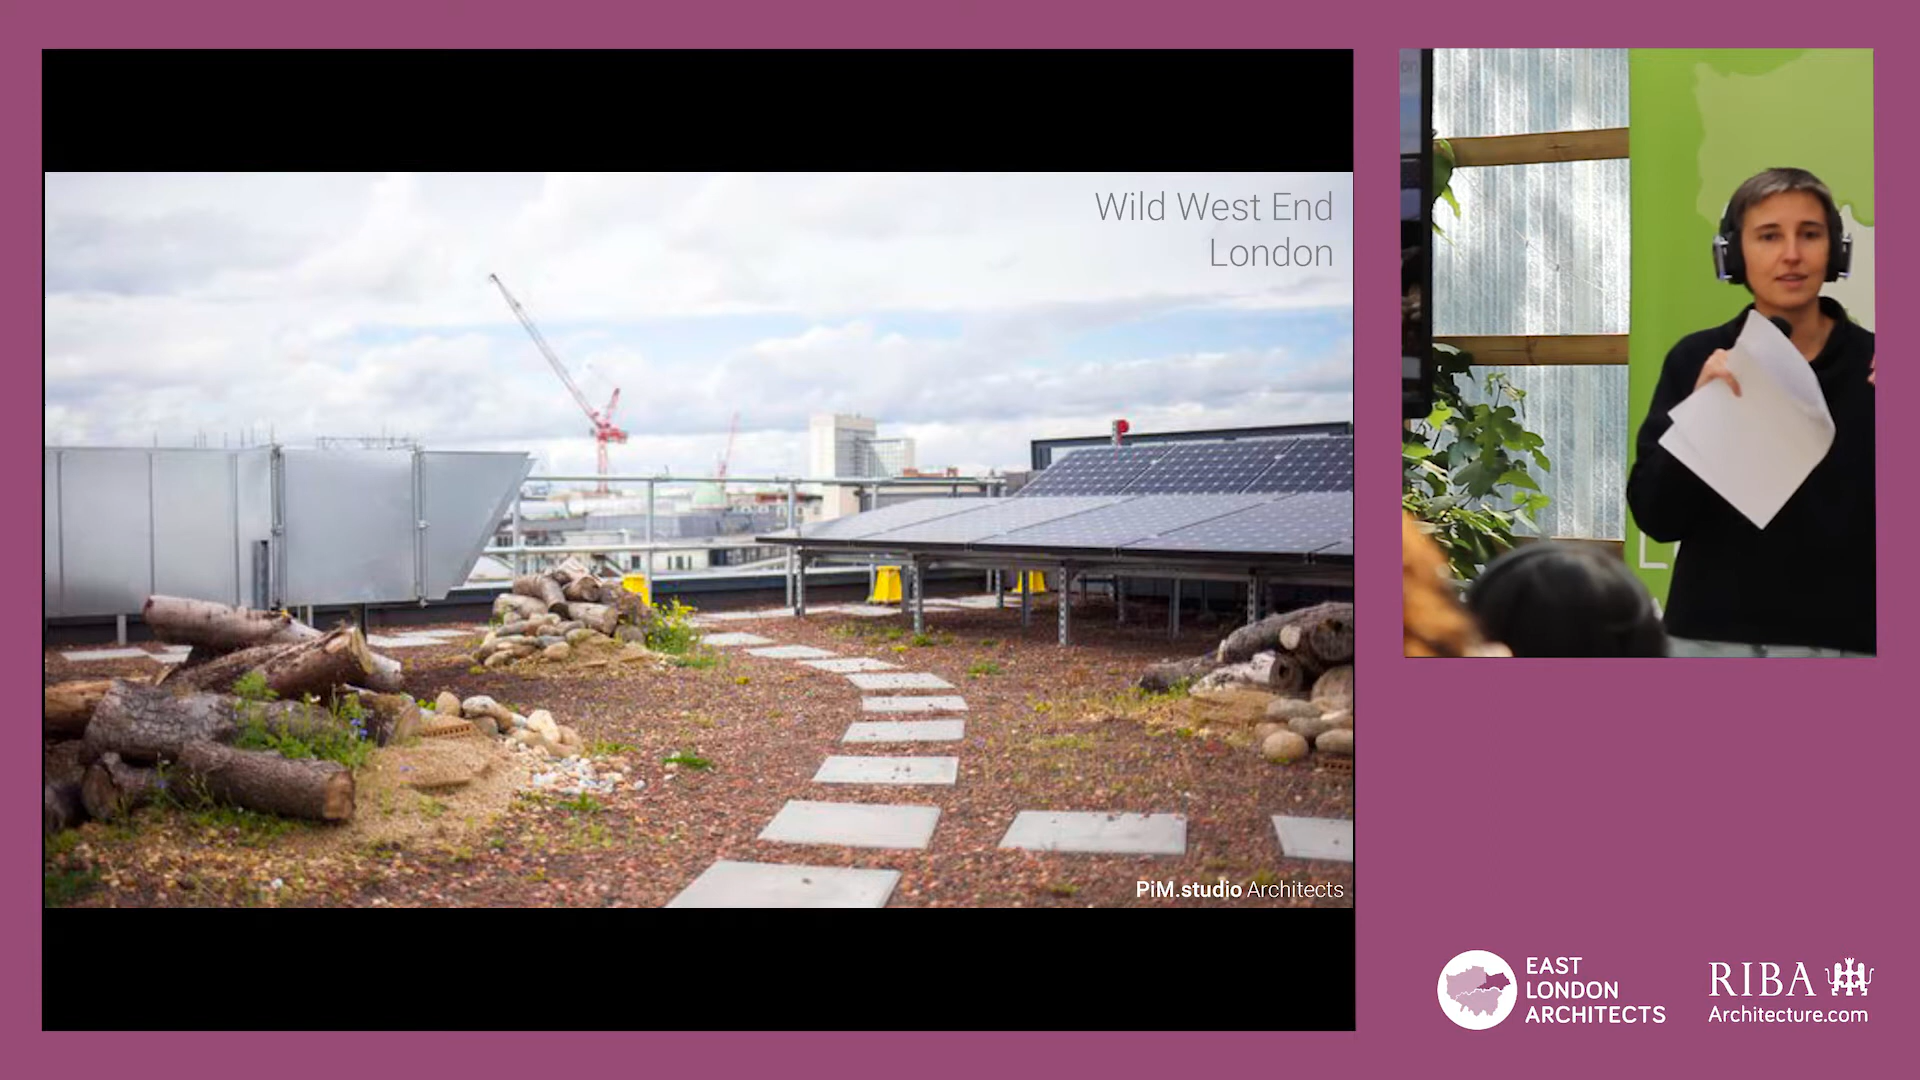 Wild West End
London
PiM.studio Architects
EAST
LONDON
ARCHITECTS
RIBA
Architecture.com